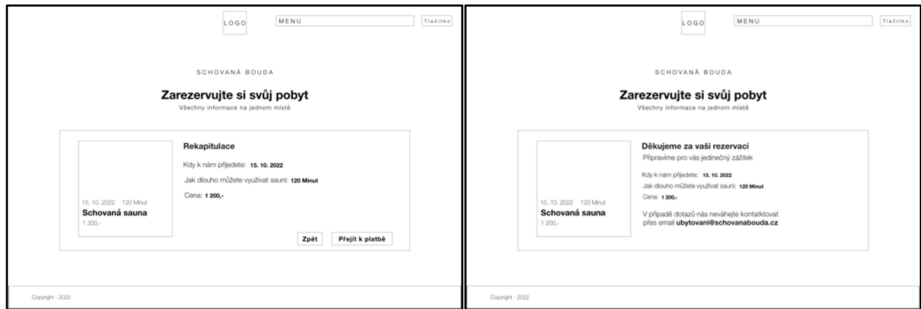 LOGO
MENU
Tlačítko
SCHOVANÁ BOUDA
Zarezervujte si svůj pobyt
Všechny informace na jednom místě
Rekapitulace
Kdy k nám přijedete: 15. 10. 2022
Jak dlouho můžete využívat sauni: 120 Minut
Cena: 1 200,-
15. 10. 2022 120 Minut
Schovaná sauna
1 200,-
Zpět
Přejít k platbě
Copyright - 2022
LOGO
MENU
Tlačítko
SCHOVANÁ BOUDA
Zarezervujte si svůj pobyt
Všechny informace na jednom místě
Děkujeme za vaší rezervaci
Připravíme pro vás jedinečný zážitek
Kdy k nám přijedete: 15. 10. 2022
Jak dlouho můžete využívat sauni: 120 Minut
Cena: 1 200,-
15. 10. 2022 120 Minut
Schovaná sauna
1 200,-
V případě dotazů nás neváhejte kontaktovat
přes email ubytovani@schovanabouda.cz
Copyright - 2022